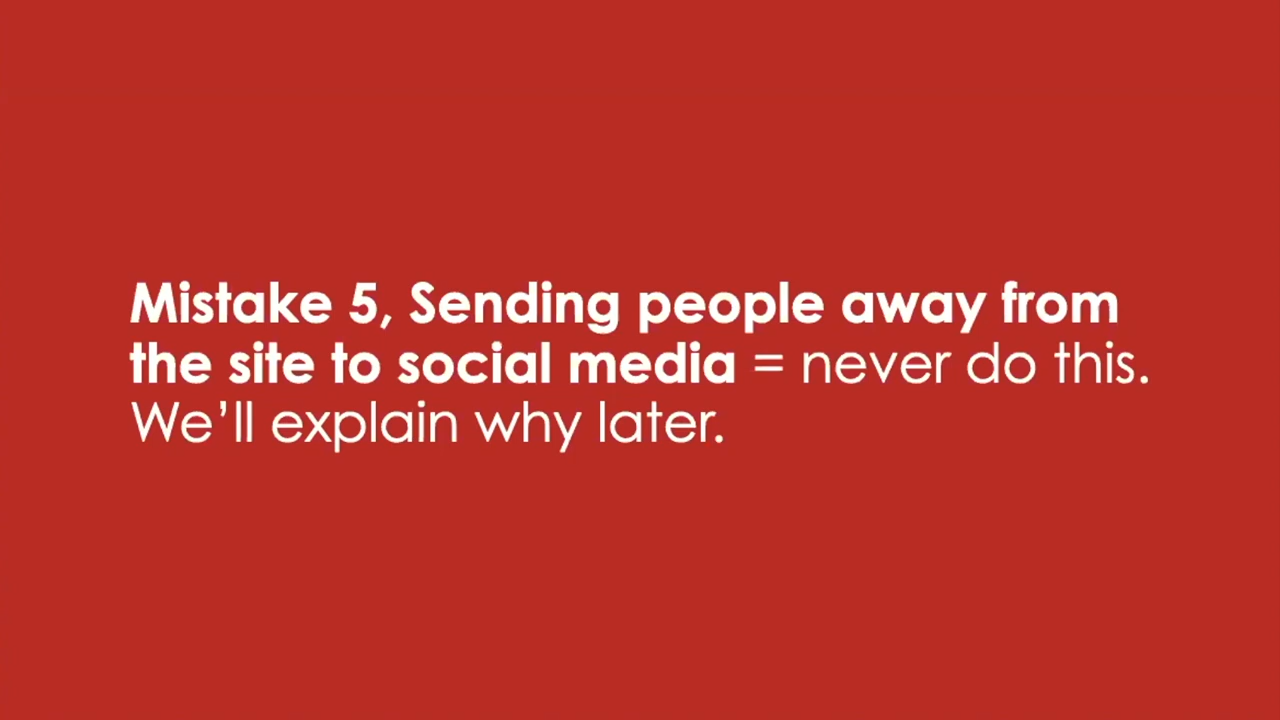 Mistake 5, Sending people away from
the site to social media = never do this.
We’ll explain why later.